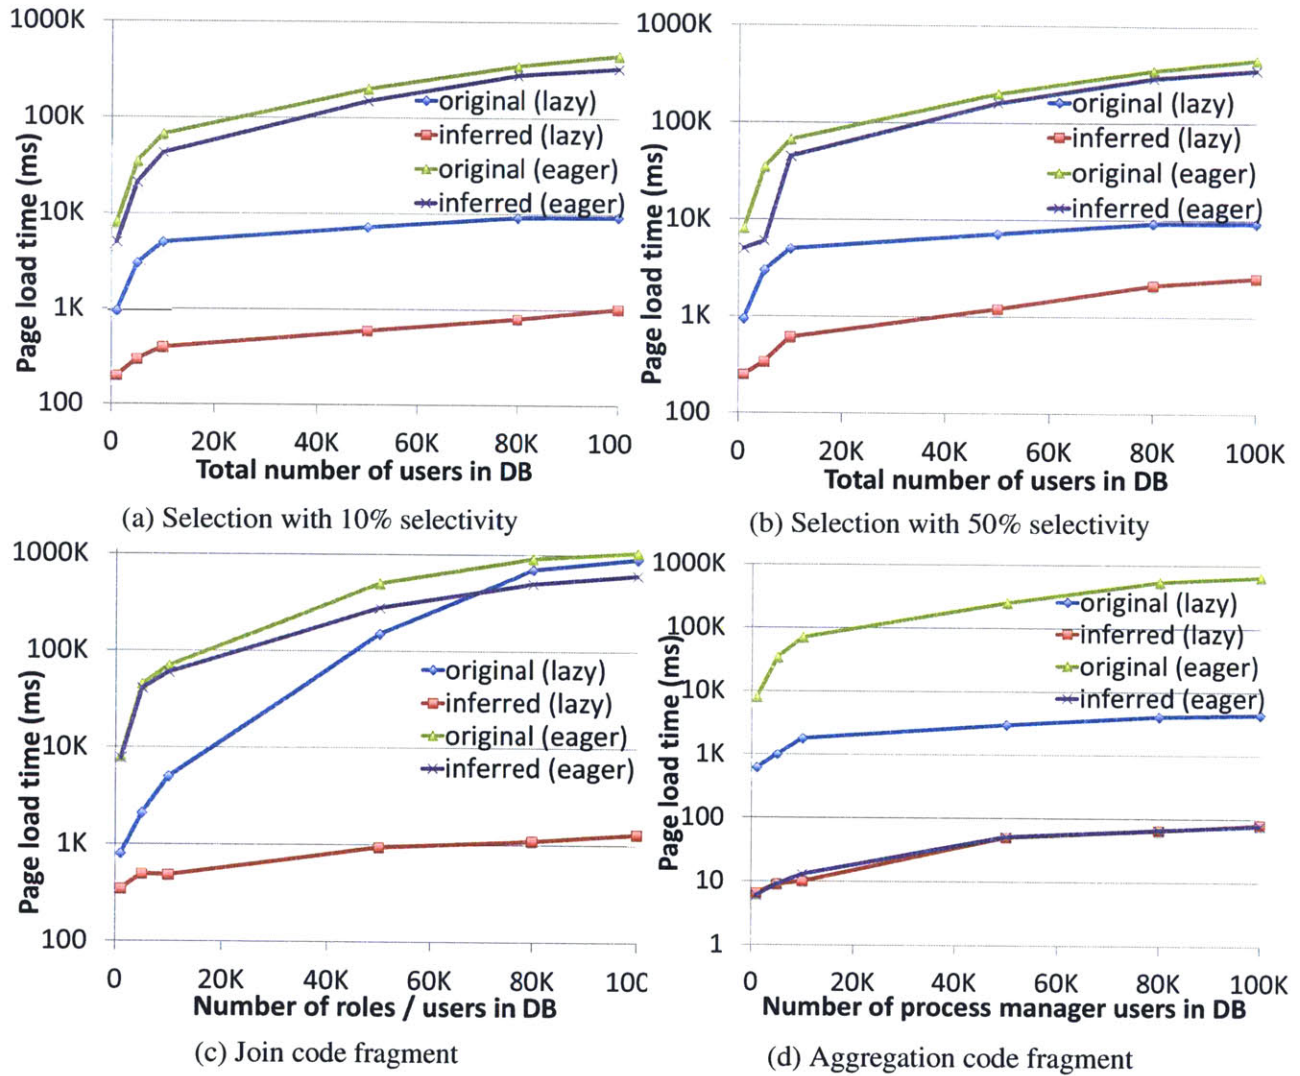 1000K
100K
10K
1K
100
Page load time (ms)
original (lazy)
inferred (lazy)
original (eager)
inferred (eager)
0 20K 40K 60K 80K 100
Total number of users in DB
(a) Selection with 10% selectivity
1000K
100K
10K
1K
100
Page load time (ms)
original (lazy)
inferred (lazy)
original (eager)
inferred (eager)
0 20K 40K 60K 80K 100K
Total number of users in DB
(b) Selection with 50% selectivity
1000K
100K
10K
1K
100
Page load time (ms)
original (lazy)
inferred (lazy)
original (eager)
inferred (eager)
0 20K 40K 60K 80K 100
Number of roles / users in DB
(c) Join code fragment
1000K
100K
10K
1K
100
10
1
Page load time (ms)
original (lazy)
inferred (lazy)
original (eager)
inferred (eager)
0 20K 40K 60K 80K 100K
Number of process manager users in DB
(d) Aggregation code fragment